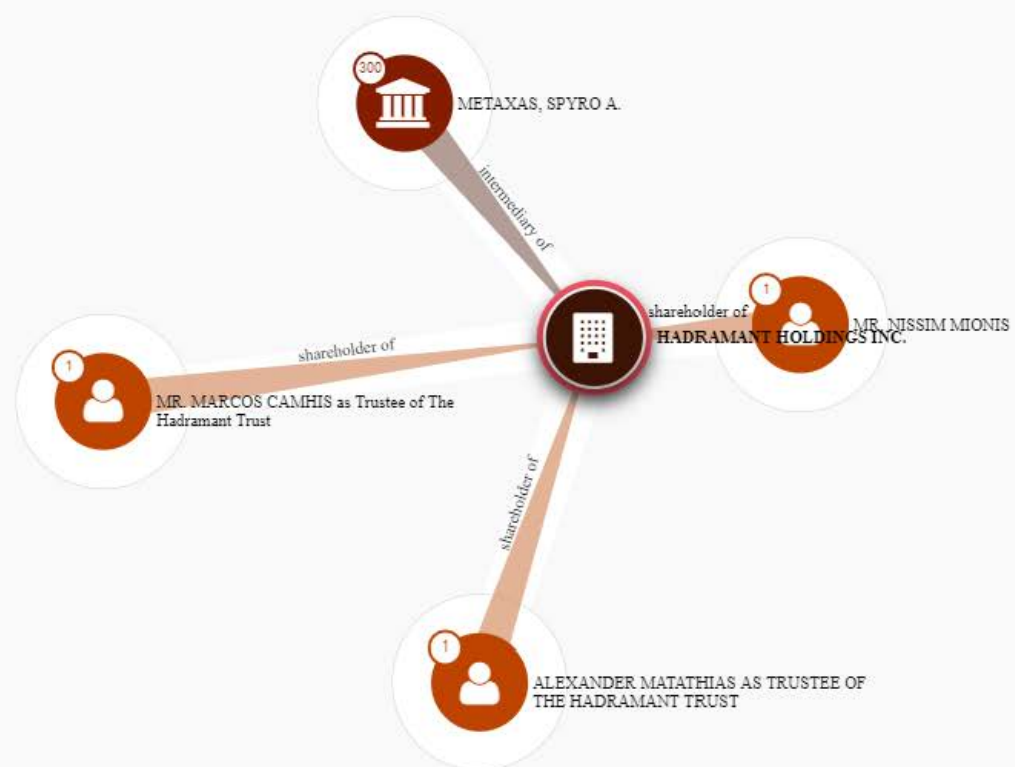 300
METAXAS, SPYRO A.
intermediary of
1
shareholder of
MR. NISSIM MIONIS
HADRAMANT HOLDINGS INC.
shareholder of
1
MR. MARCOS CAMHIS as Trustee of The
Hadramant Trust
shareholder of
1
ALEXANDER MATATHIAS AS TRUSTEE OF
THE HADRAMANT TRUST